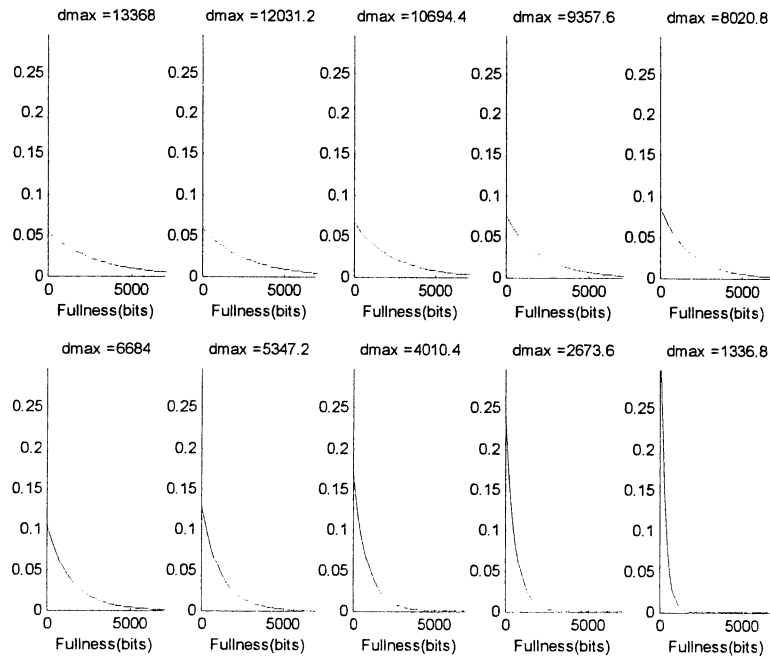 dmax =13368 dmax =12031.2 dmax =10694.4 dmax =9357.6 dmax =8020.8
0.25 0.25 0.25 0.25 0.25
0.2 0.2 0.2 0.2 0.2
0.15 0.15 0.15 0.15 0.15
0.1 0.1 0.1 0.1 0.1
0.05 0.05 0.05 0.05 0.05
0 0 0 0 0
0 5000 0 5000 0 5000 0 5000 0 5000
Fullness(bits) Fullness(bits) Fullness(bits) Fullness(bits) Fullness(bits)
dmax =6684 dmax =5347.2 dmax =4010.4 dmax =2673.6 dmax =1336.8
0.25 0.25 0.25 0.25 0.25
0.2 0.2 0.2 0.2 0.2
0.15 0.15 0.15 0.15 0.15
0.1 0.1 0.1 0.1 0.1
0.05 0.05 0.05 0.05 0.05
0 0 0 0 0
0 5000 0 5000 0 5000 0 5000 0 5000
Fullness(bits) Fullness(bits) Fullness(bits) Fullness(bits) Fullness(bits)